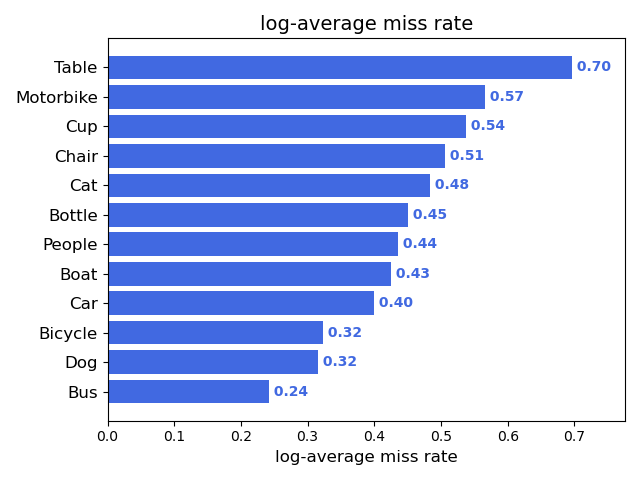 log-average miss rate
Table 0.70
Motorbike 0.57
Cup 0.54
Chair 0.51
Cat 0.48
Bottle 0.45
People 0.44
Boat 0.43
Car 0.40
Bicycle 0.32
Dog 0.32
Bus 0.24
0.0 0.1 0.2 0.3 0.4 0.5 0.6 0.7
log-average miss rate